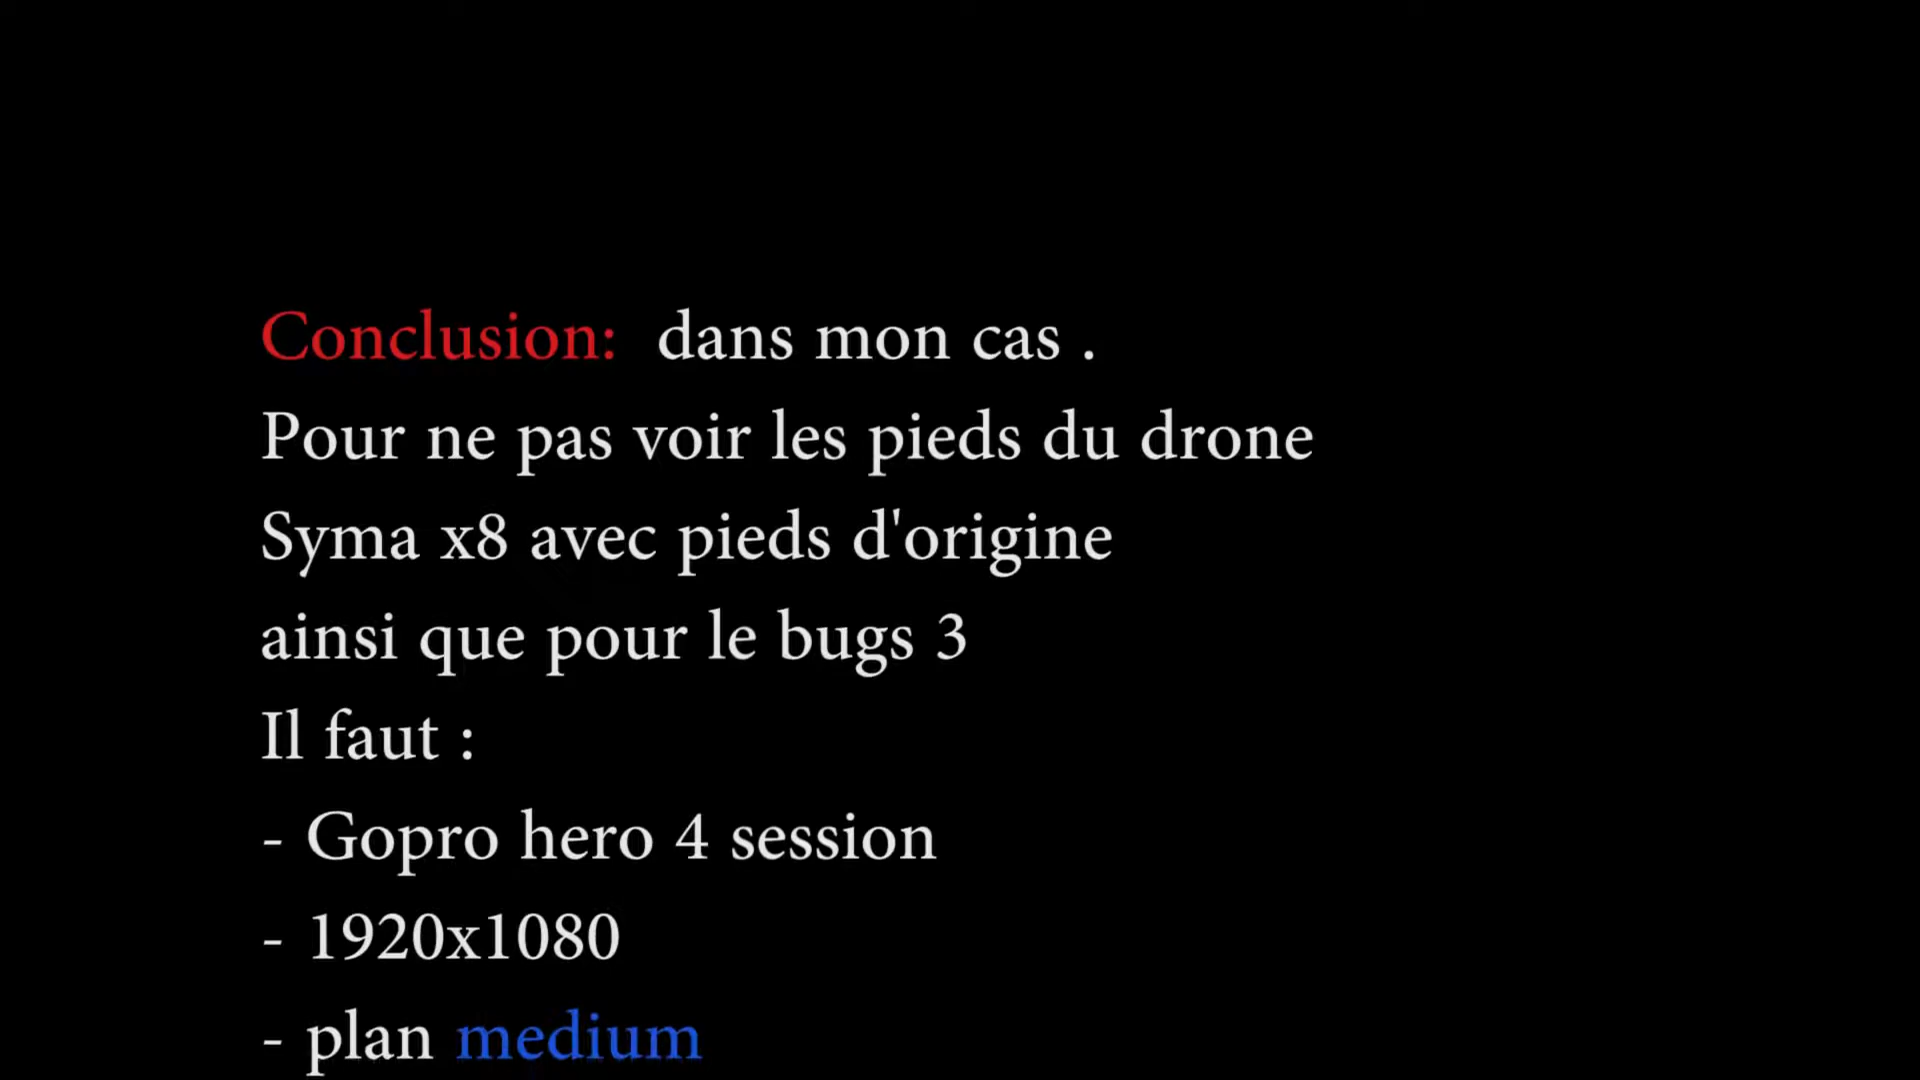 Conclusion:  dans mon cas .
Pour ne pas voir les pieds du drone
Syma x8 avec pieds d'origine
ainsi que pour le bugs 3
Il faut :
- Gopro hero 4 session
- 1920x1080
- plan medium